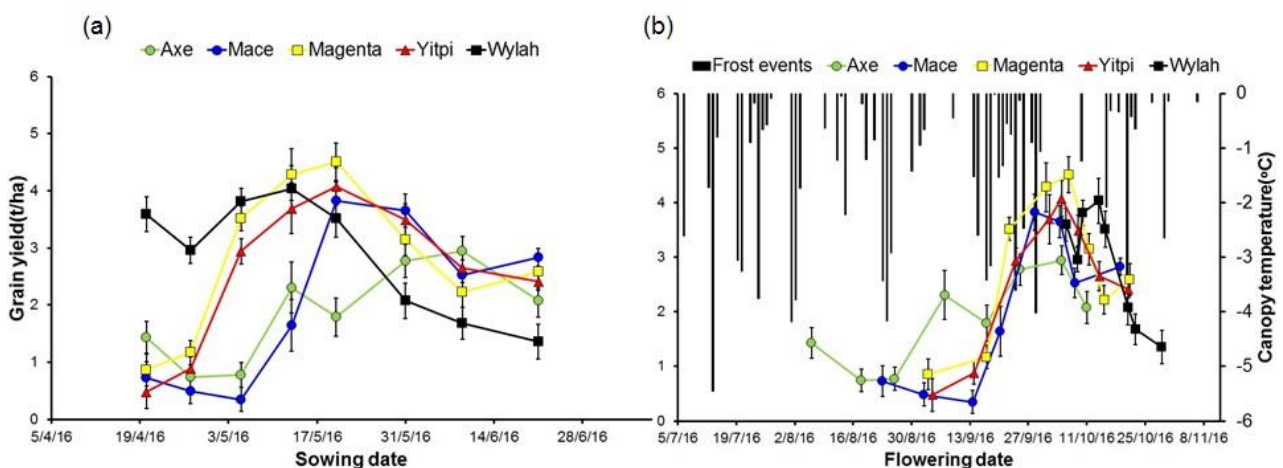 (a)
Axe Mace Magenta Yitpi Wylah
6
5
4
3
2
1
0
Grain yield(t/ha)
5/4/16 19/4/16 3/5/16 17/5/16 31/5/16 14/6/16 28/6/16
Sowing date
(b)
Frost events Axe Mace Magenta Yitpi Wylah
6
5
4
3
2
1
0
0
-1
-2
-3
-4
-5
-6
Canopy temperature(ºC)
5/7/16 19/7/16 2/8/16 16/8/16 30/8/16 13/9/16 27/9/16 11/10/16 25/10/16 8/11/16
Flowering date